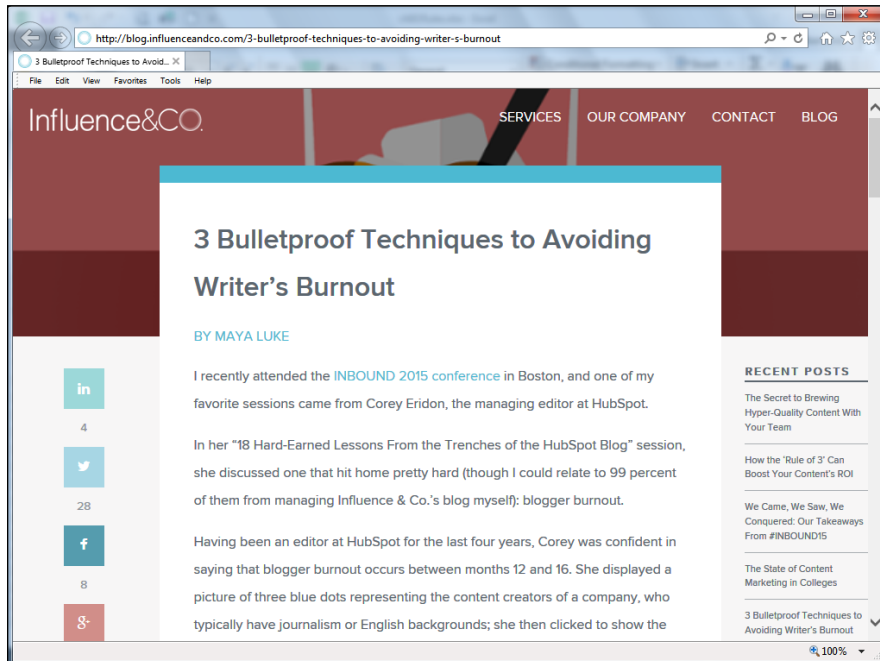 http://blog.influenceandco.com/3-bulletproof-techniques-to-avoiding-writer-s-burnout
3 Bulletproof Techniques to Avoid...
File Edit View Favorites Tools Help
Influence&CO.
SERVICES OUR COMPANY CONTACT BLOG
3 Bulletproof Techniques to Avoiding
Writer’s Burnout
BY MAYA LUKE
I recently attended the INBOUND 2015 conference in Boston, and one of my
favorite sessions came from Corey Eridon, the managing editor at HubSpot.
In her “18 Hard-Earned Lessons From the Trenches of the HubSpot Blog” session,
she discussed one that hit home pretty hard (though I could relate to 99 percent
of them from managing Influence & Co.’s blog myself): blogger burnout.
Having been an editor at HubSpot for the last four years, Corey was confident in
saying that blogger burnout occurs between months 12 and 16. She displayed a
picture of three blue dots representing the content creators of a company, who
typically have journalism or English backgrounds; she then clicked to show the
in
4
28
f
8
g+
RECENT POSTS
The Secret to Brewing
Hyper-Quality Content With
Your Team
How the 'Rule of 3' Can
Boost Your Content's ROI
We Came, We Saw, We
Conquered: Our Takeaways
From #INBOUND15
The State of Content
Marketing in Colleges
3 Bulletproof Techniques to
Avoiding Writer's Burnout
100%